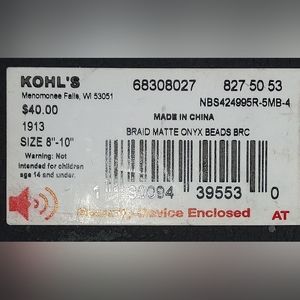 KOHL'S 68308027 827 50 53
Menomonee Falls, WI 53051
NBS424995R-5MB-4
$40.00
MADE IN CHINA
1913
BRAID MATTE ONYX BEADS BRC
SIZE 8"-10"
Warning: Not
intended for children
age 14 and under.
39553 0
Device Enclosed
AT